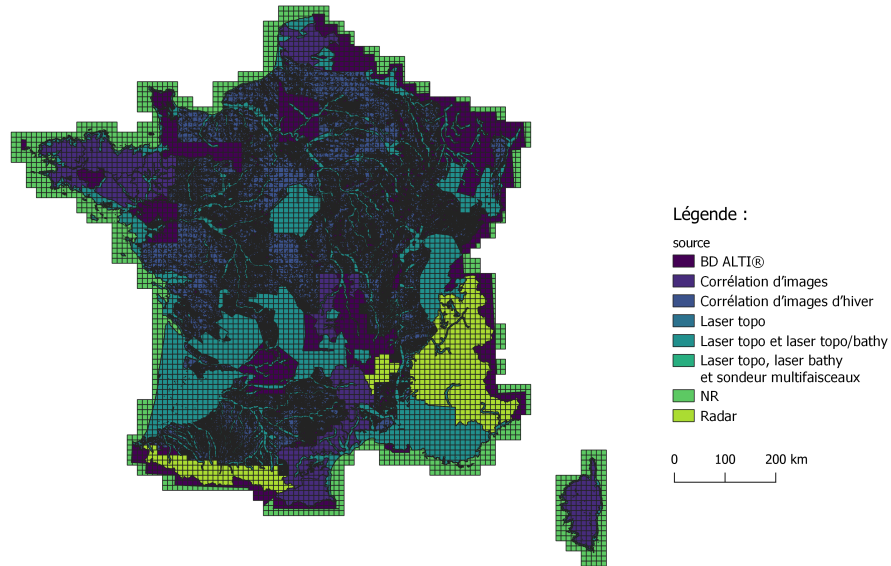 Légende :
source
BD ALTI®
Corrélation d'images
Corrélation d'images d'hiver
Laser topo
Laser topo et laser topo/bathy
Laser topo, laser bathy
et sondeur multifaisceaux
NR
Radar
0 100 200 km